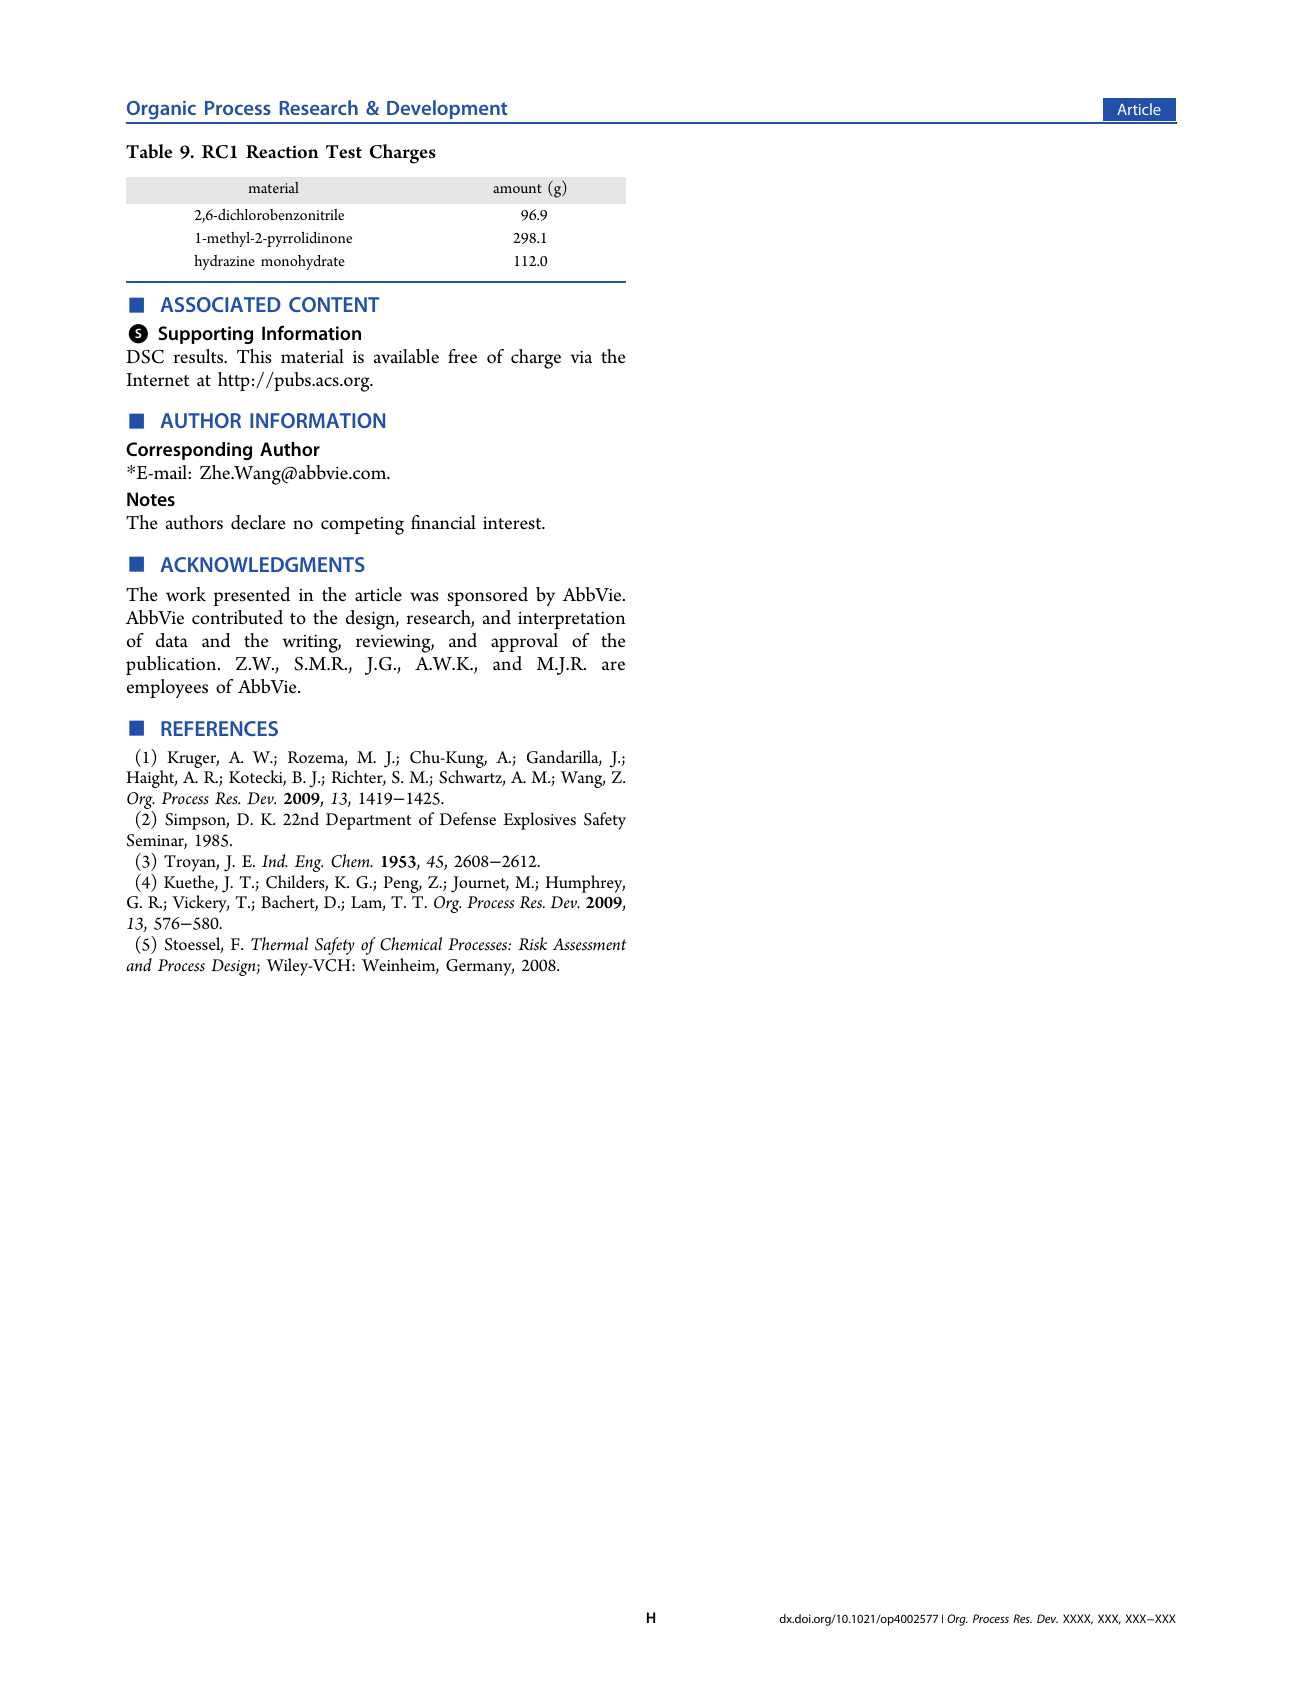 Organic Process Research & Development
Article
Table 9. RC1 Reaction Test Charges
material amount (g)
2,6-dichlorobenzonitrile 96.9
1-methyl-2-pyrrolidinone 298.1
hydrazine monohydrate 112.0
■ ASSOCIATED CONTENT
S Supporting Information
DSC results. This material is available free of charge via the
Internet at http://pubs.acs.org.
■ AUTHOR INFORMATION
Corresponding Author
*E-mail: Zhe.Wang@abbvie.com.
Notes
The authors declare no competing financial interest.
■ ACKNOWLEDGMENTS
The work presented in the article was sponsored by AbbVie.
AbbVie contributed to the design, research, and interpretation
of data and the writing, reviewing, and approval of the
publication. Z.W., S.M.R., J.G., A.W.K., and M.J.R. are
employees of AbbVie.
■ REFERENCES
(1) Kruger, A. W.; Rozema, M. J.; Chu-Kung, A.; Gandarilla, J.;
Haight, A. R.; Kotecki, B. J.; Richter, S. M.; Schwartz, A. M.; Wang, Z.
Org. Process Res. Dev. 2009, 13, 1419−1425.
(2) Simpson, D. K. 22nd Department of Defense Explosives Safety
Seminar, 1985.
(3) Troyan, J. E. Ind. Eng. Chem. 1953, 45, 2608−2612.
(4) Kuethe, J. T.; Childers, K. G.; Peng, Z.; Journet, M.; Humphrey,
G. R.; Vickery, T.; Bachert, D.; Lam, T. T. Org. Process Res. Dev. 2009,
13, 576−580.
(5) Stoessel, F. Thermal Safety of Chemical Processes: Risk Assessment
and Process Design; Wiley-VCH: Weinheim, Germany, 2008.
H
dx.doi.org/10.1021/op4002577 | Org. Process Res. Dev. XXXX, XXX, XXX−XXX